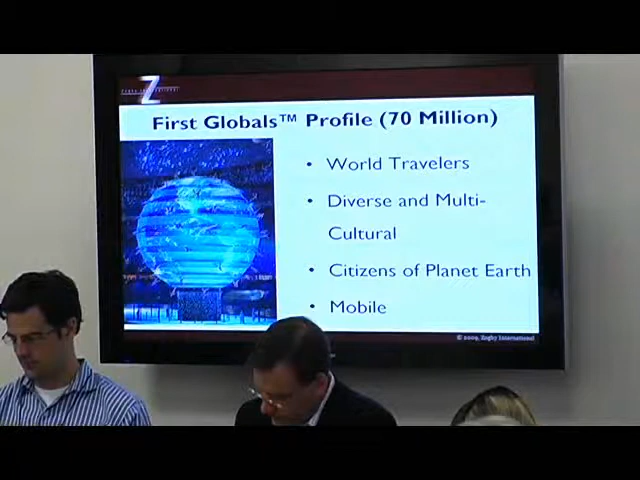 Z
First Globals™ Profile (70 Million)
• World Travelers
• Diverse and Multi-
Cultural
• Citizens of Planet Earth
• Mobile
© 2009, Zogby International